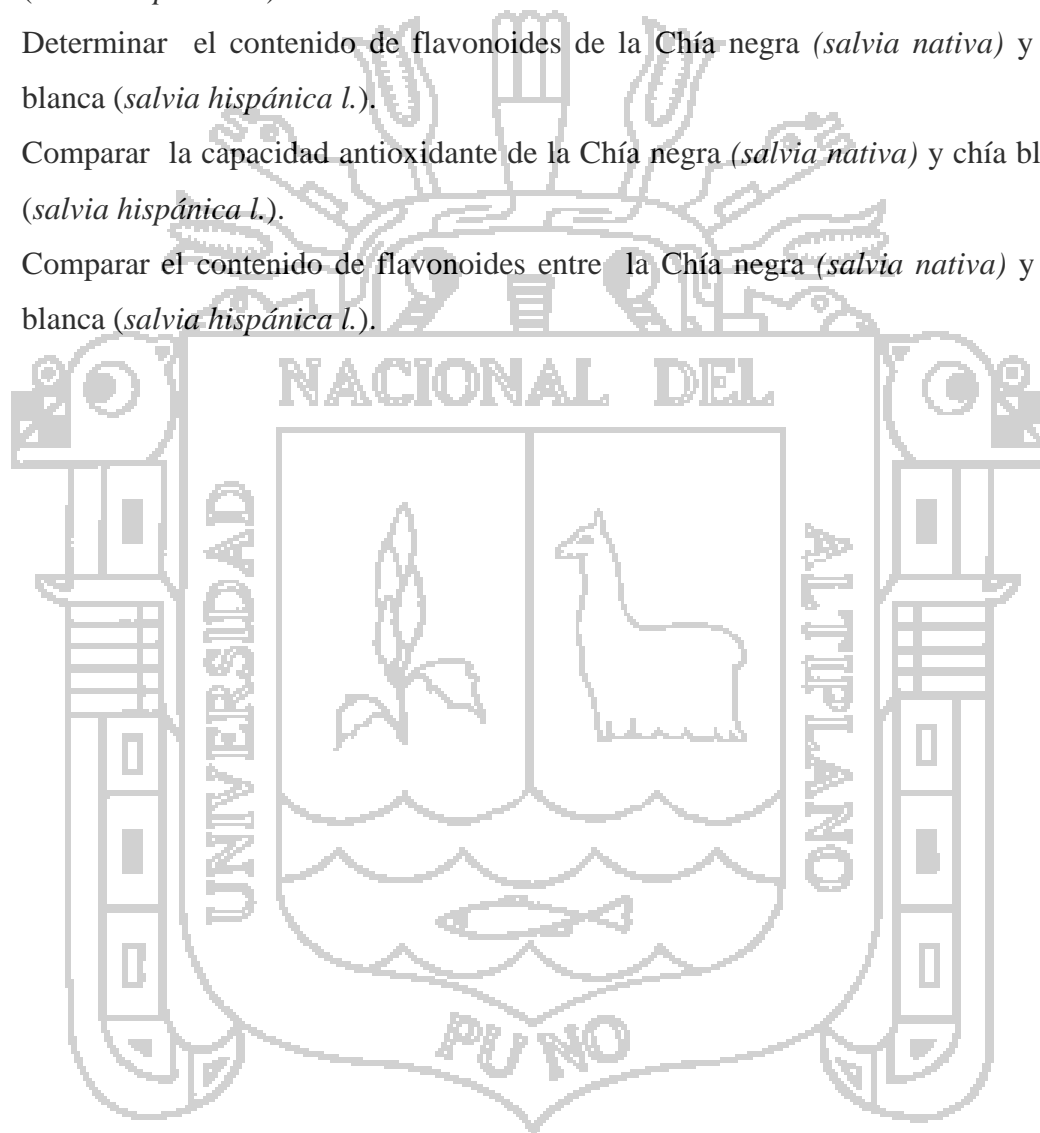 Determinar el contenido de flavonoides de la Chía negra (salvia nativa) y
blanca (salvia hispánica l.).
Comparar la capacidad antioxidante de la Chía negra (salvia nativa) y chía bl
(salvia hispánica l.).
Comparar el contenido de flavonoides entre la Chía negra (salvia nativa) y
blanca (salvia hispánica l.).
NACIONAL DEL
UNIVERSIDAD
ALTIPLANO
PUNO